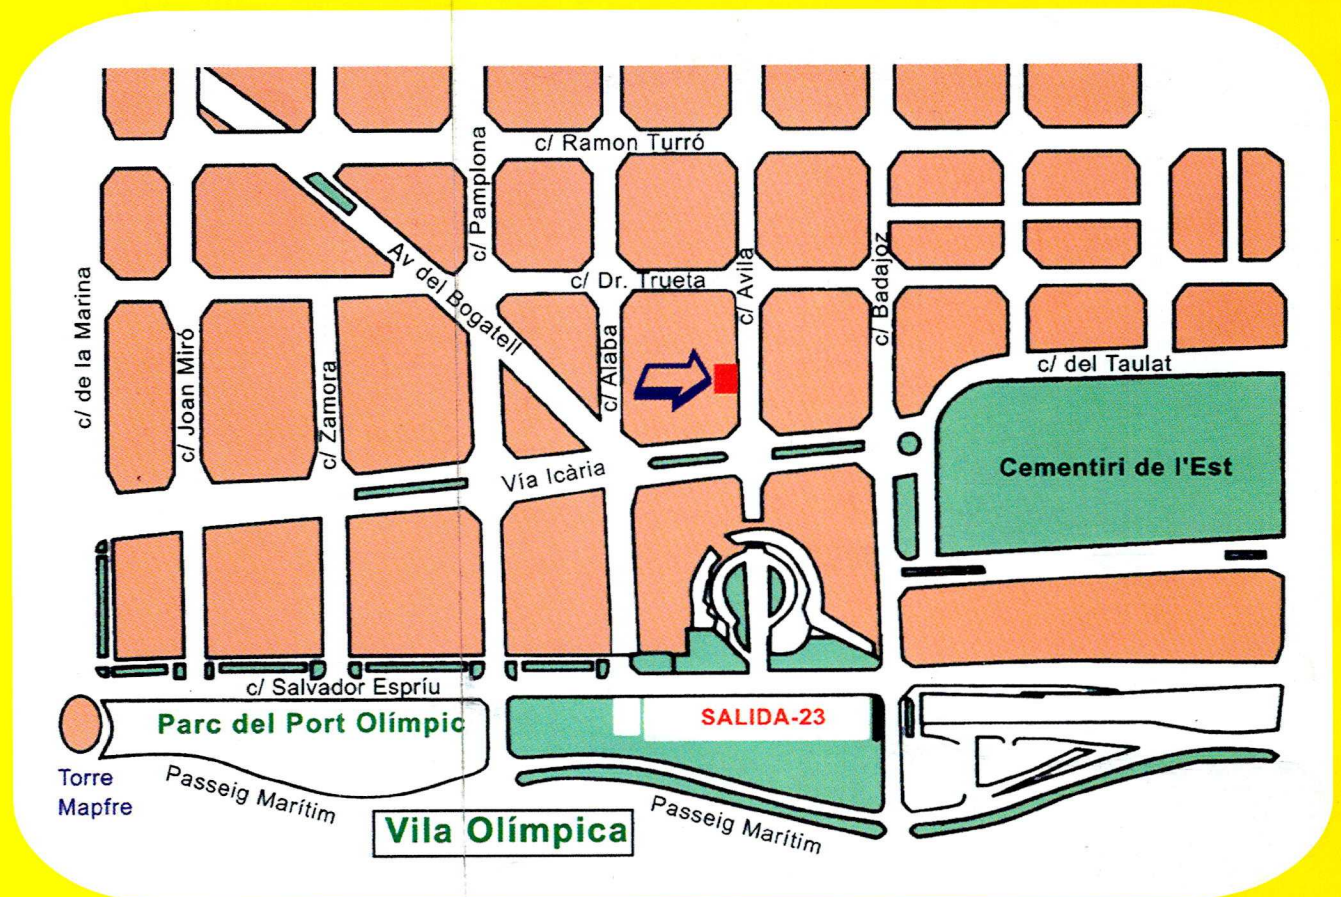 c/ Ramon Turró
c/ Pamplona
c/ Dr. Trueta
c/ Avila
c/ Badajoz
Av del Bogatell
c/ de la Marina
c/ Joan Miró
c/ Zamora
c/ Alaba
c/ del Taulat
Cementiri de l'Est
Vía Icària
c/ Salvador Espríu
Parc del Port Olímpic
SALIDA-23
Torre
Mapfre
Passeig Marítim
Passeig Marítim
Vila Olímpica